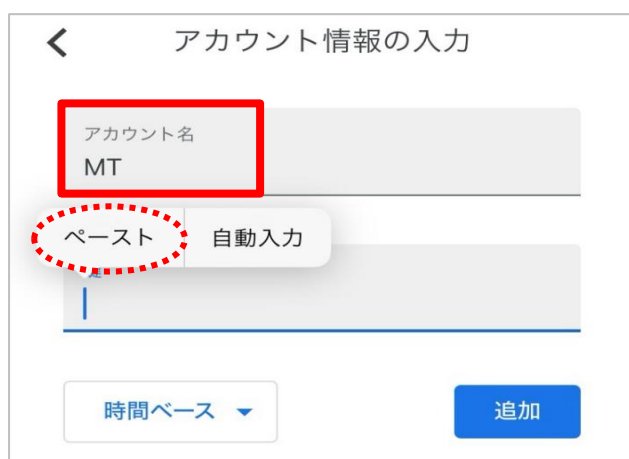 アカウント情報の入力
アカウント名
MT
ペースト 自動入力
時間ベース
追加